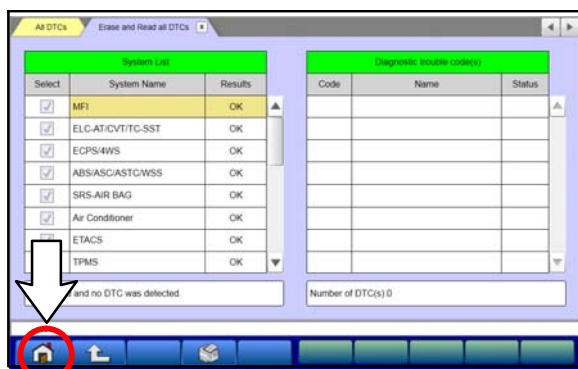 All DTCs
Erase and Read all DTCs
System List
Select System Name Results
MFI OK
ELC-AT/CVT/TC-SST OK
ECPS/4WS OK
ABS/ASC/ASTC/WSS OK
SRS-AIR BAG OK
Air Conditioner OK
ETACS OK
TPMS OK
and no DTC was detected
Diagnostic trouble code(s)
Code Name Status
Number of DTC(s) 0